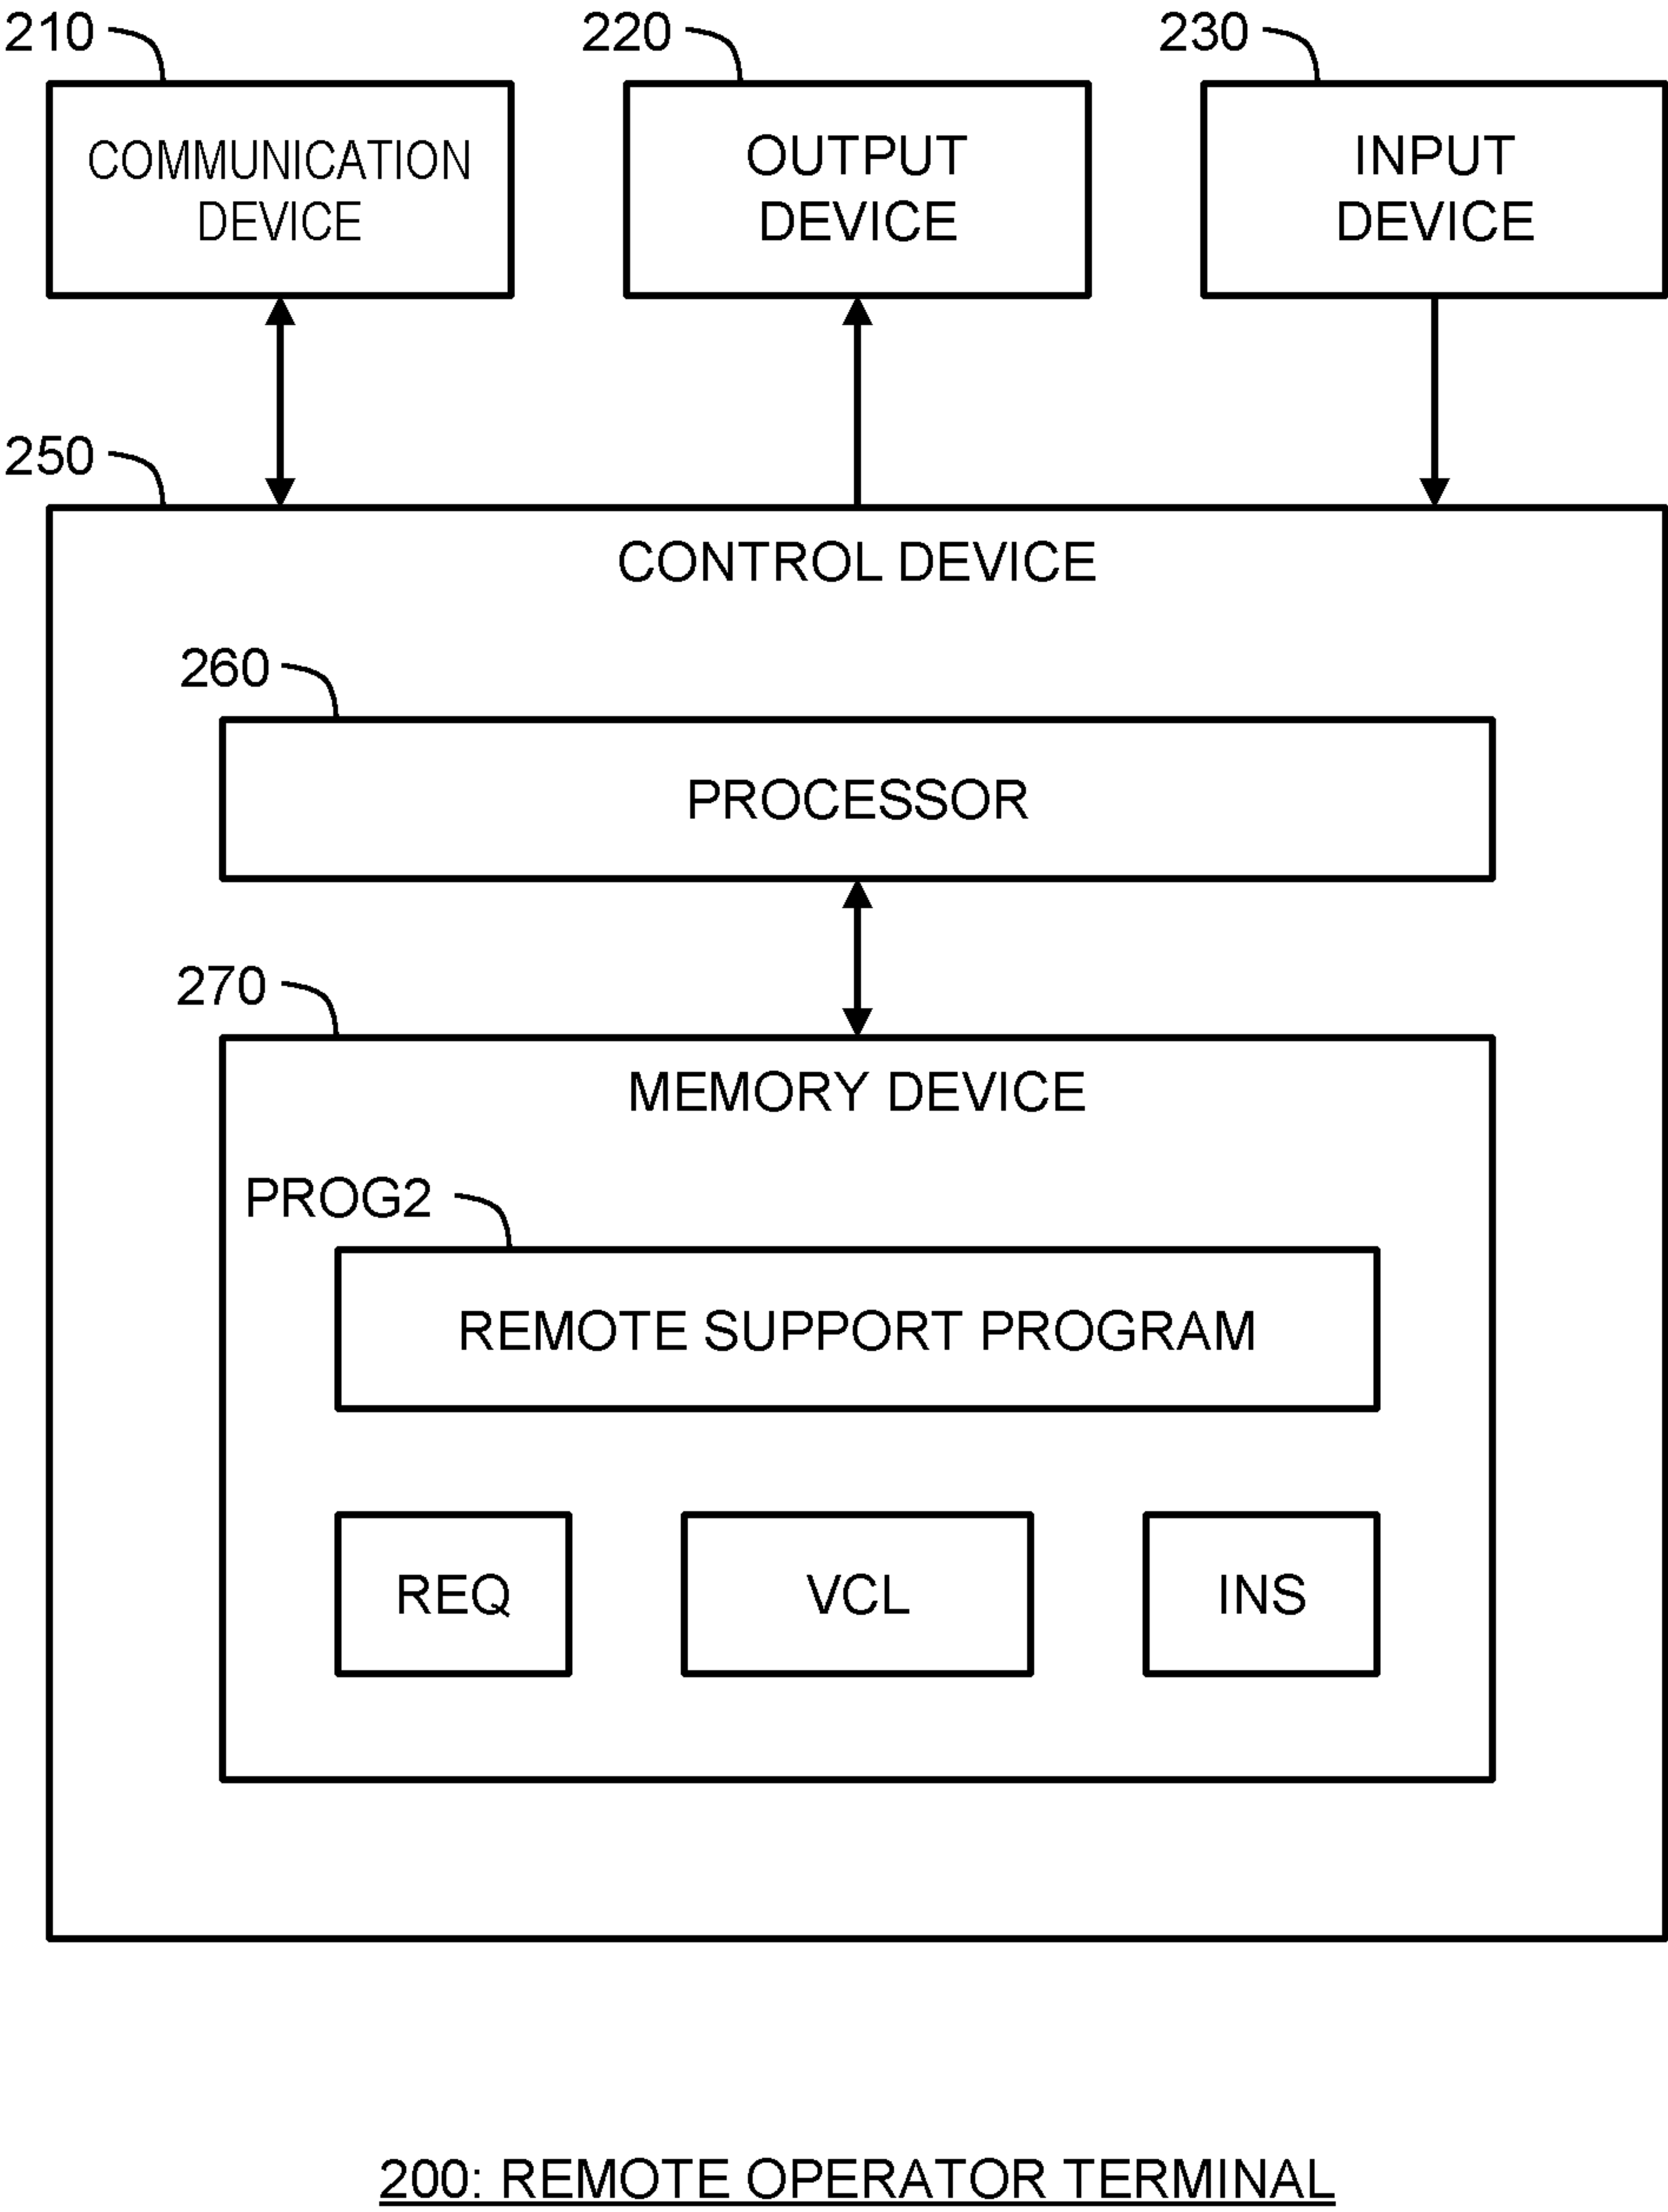 210
220
230
COMMUNICATION
DEVICE
OUTPUT
DEVICE
INPUT
DEVICE
250
CONTROL DEVICE
260
PROCESSOR
270
MEMORY DEVICE
PROG2
REMOTE SUPPORT PROGRAM
REQ
VCL
INS
200: REMOTE OPERATOR TERMINAL